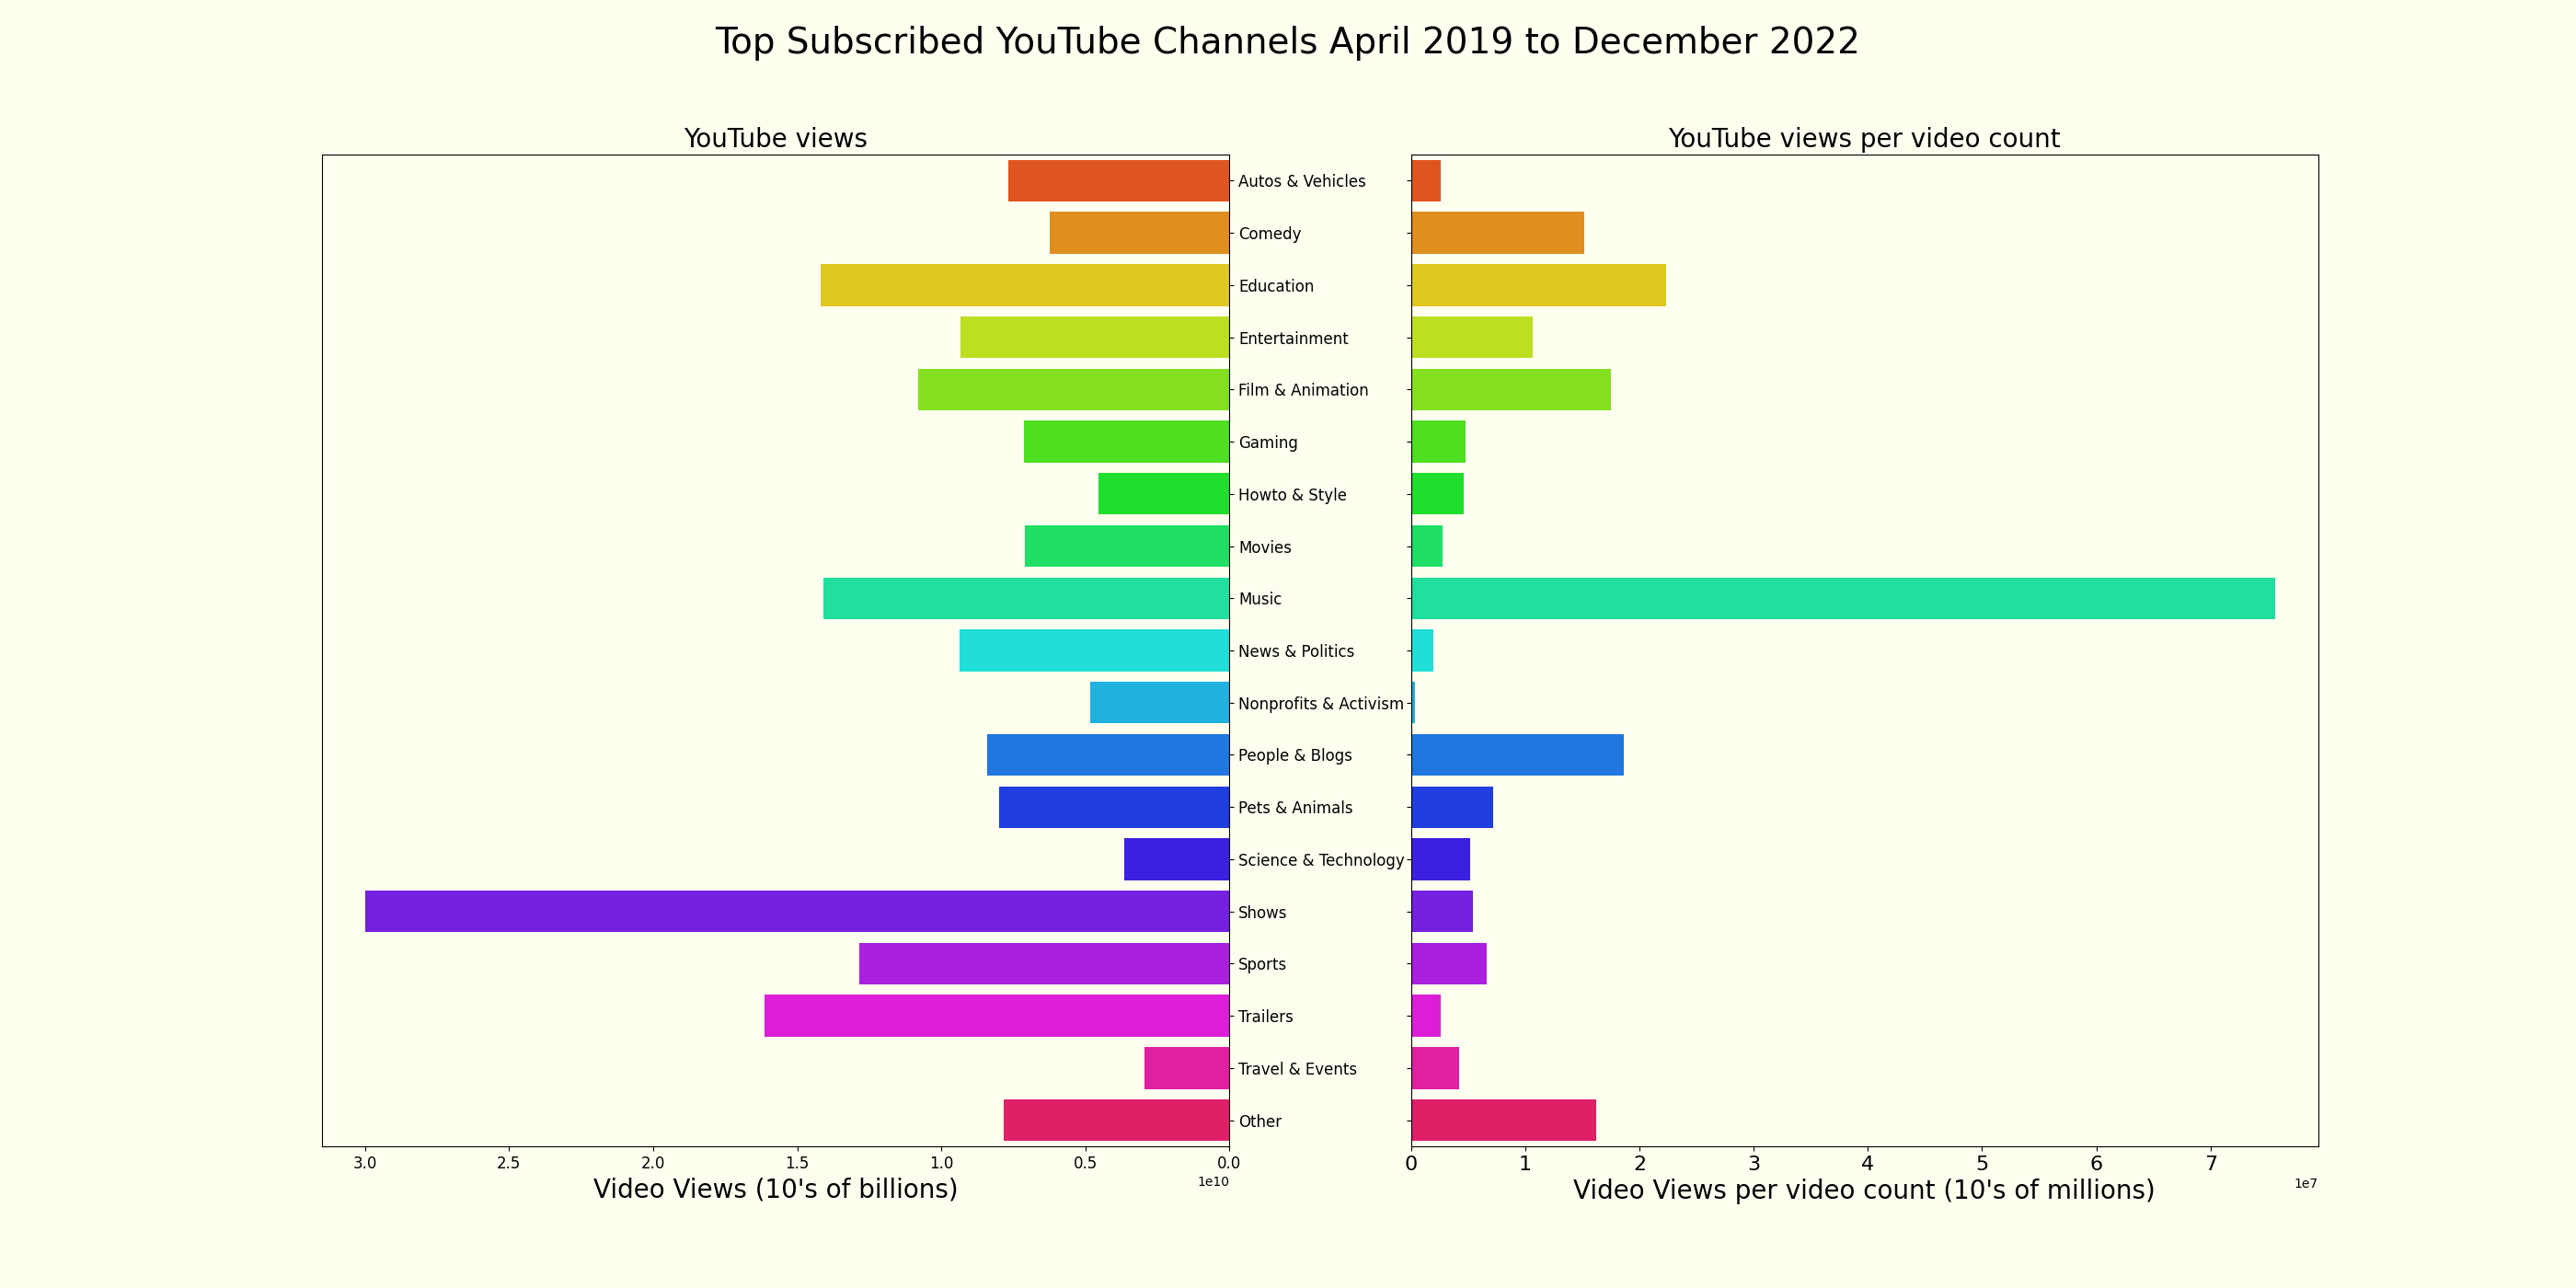 Top Subscribed YouTube Channels April 2019 to December 2022
YouTube views
YouTube views per video count
Autos & Vehicles
Comedy
Education
Entertainment
Film & Animation
Gaming
Howto & Style
Movies
Music
News & Politics
Nonprofits & Activism
People & Blogs
Pets & Animals
Science & Technology
Shows
Sports
Trailers
Travel & Events
Other
3.0 2.5 2.0 1.5 1.0 0.5 0.0
1e10
Video Views (10's of billions)
0 1 2 3 4 5 6 7
1e7
Video Views per video count (10's of millions)